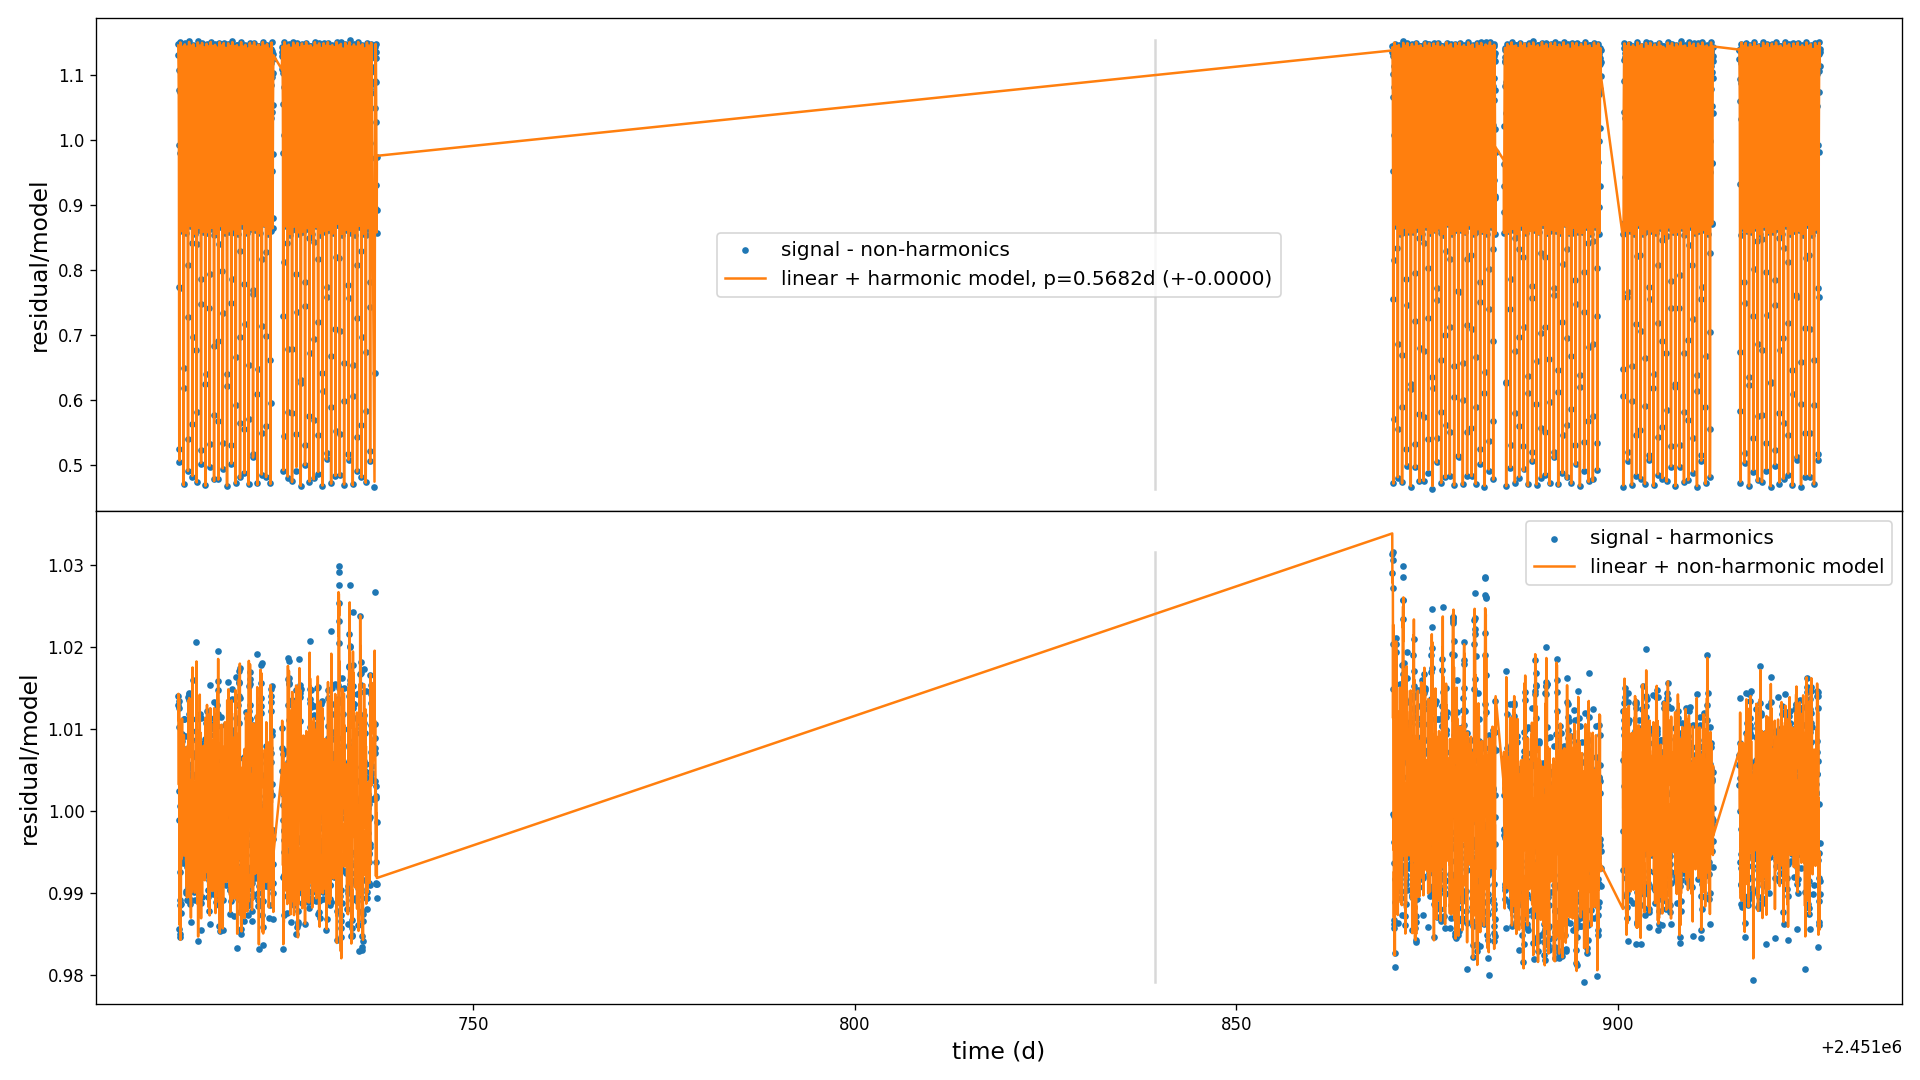 1.1
1.0
0.9
0.8
0.7
0.6
0.5
residual/model
signal - non-harmonics
linear + harmonic model, p=0.5682d (+-0.0000)
1.03
1.02
1.01
1.00
0.99
0.98
residual/model
signal - harmonics
linear + non-harmonic model
750
800
850
900
time (d)
+2.451e6